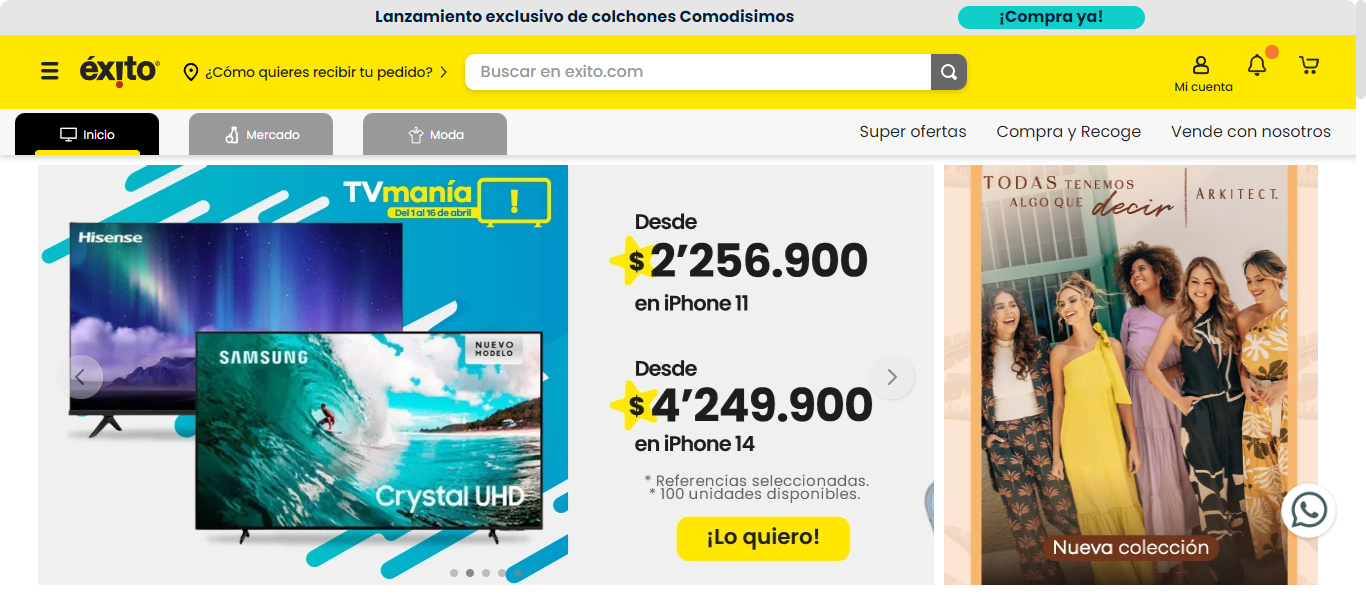 Lanzamiento exclusivo de colchones Comodisimos
¡Compra ya!
éxito
¿Cómo quieres recibir tu pedido?
Buscar en exito.com
Mi cuenta
Inicio
Mercado
Moda
Super ofertas
Compra y Recoge
Vende con nosotros
TVmanía
Del 1 al 16 de abril
!
Hisense
SAMSUNG
NUEVO
MODELO
Crystal UHD
Desde
$ 2’256.900
en iPhone 11
Desde
$ 4’249.900
en iPhone 14
* Referencias seleccionadas.
* 100 unidades disponibles.
¡Lo quiero!
TODAS TENEMOS
ALGO QUE decir
ARKITECT.
Nueva colección